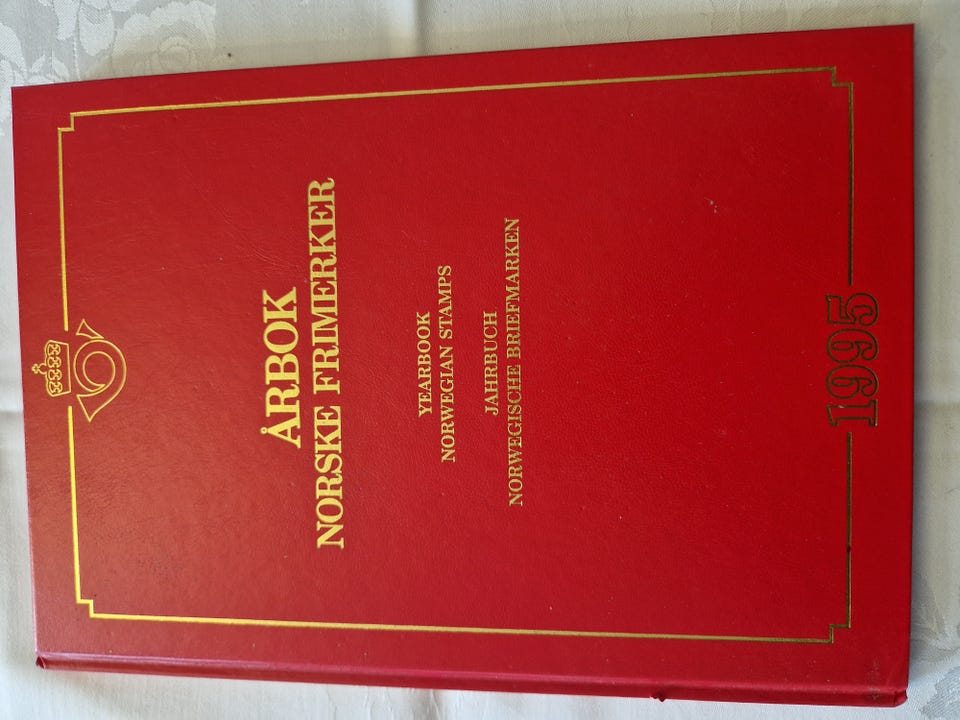 ÅRBOK
NORSKE FRIMERKER
YEARBOOK
NORWEGIAN STAMPS
JAHRBUCH
NORWEGISCHE BRIEFMARKEN
1995